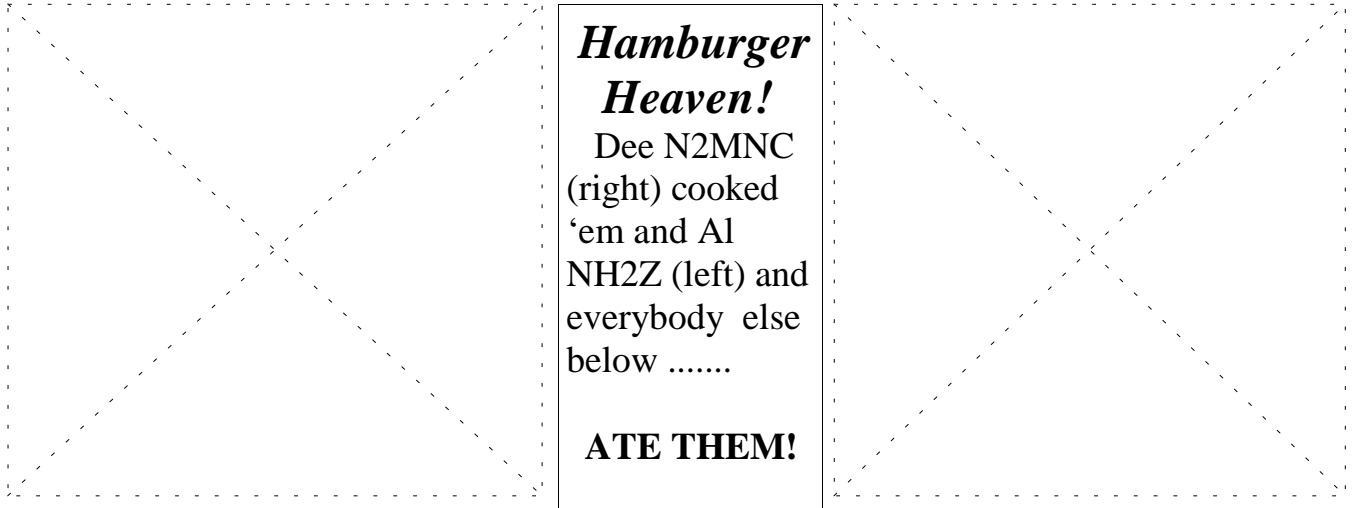 Hamburger
Heaven!
Dee N2MNC
(right) cooked
‘em and Al
NH2Z (left) and
everybody  else
below .......
ATE THEM!